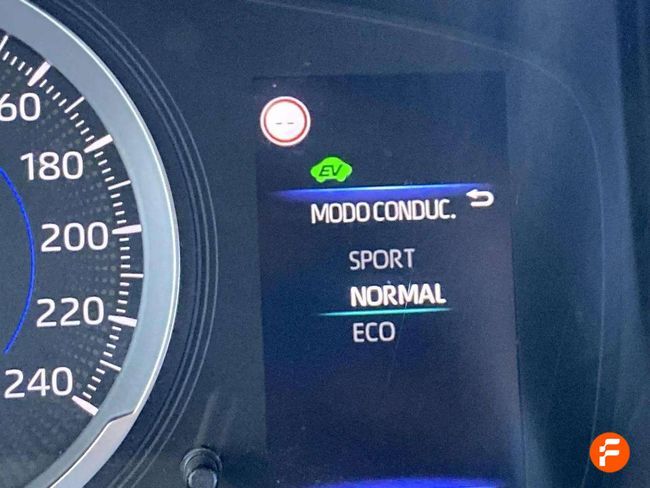 60
180
200
220
240
--
EV
MODO CONDUC.
SPORT
NORMAL
ECO